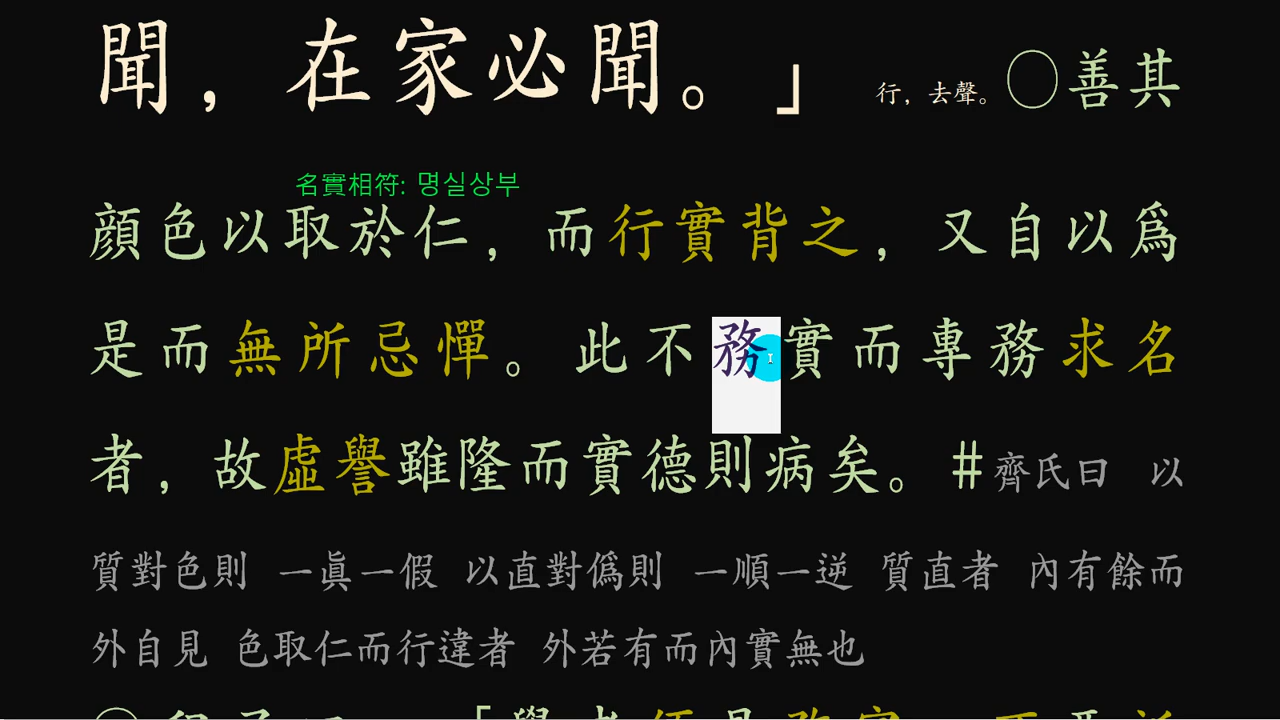 聞，在家必聞。」 行，去聲。○善其
名實相符: 명실상부
顔色以取於仁，而行實背之，又自以爲
是而無所忌憚。此不務實而專務求名
者，故虛譽雖隆而實德則病矣。#齊氏曰 以
質對色則 一眞一假 以直對僞則 一順一逆 質直者 內有餘而
外自見 色取仁而行違者 外若有而內實無也